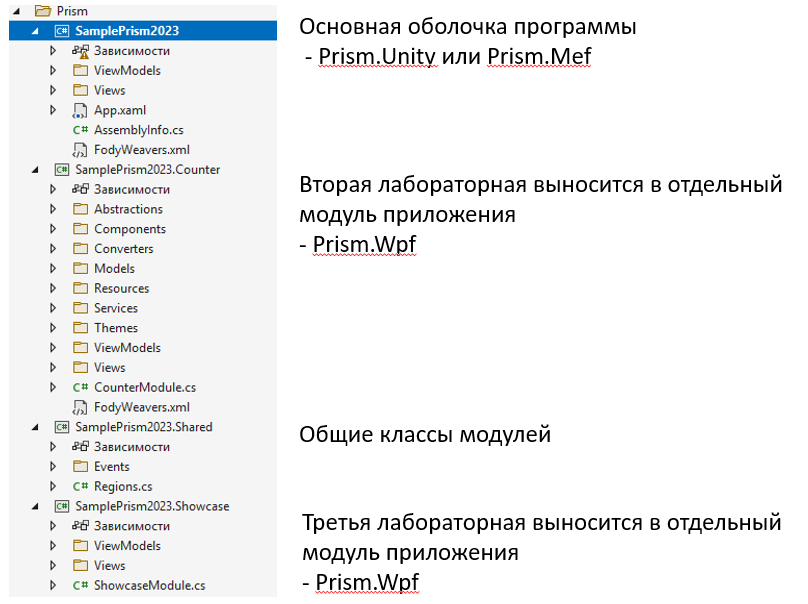 Prism
SamplePrism2023
Зависимости
ViewModels
Views
App.xaml
AssemblyInfo.cs
FodyWeavers.xml
SamplePrism2023.Counter
Зависимости
Abstractions
Components
Converters
Models
Resources
Services
Themes
ViewModels
Views
CounterModule.cs
FodyWeavers.xml
SamplePrism2023.Shared
Зависимости
Events
Regions.cs
SamplePrism2023.Showcase
Зависимости
ViewModels
Views
ShowcaseModule.cs
Основная оболочка программы
- Prism.Unity или Prism.Mef
Вторая лабораторная выносится в отдельный
модуль приложения
- Prism.Wpf
Общие классы модулей
Третья лабораторная выносится в отдельный
модуль приложения
- Prism.Wpf